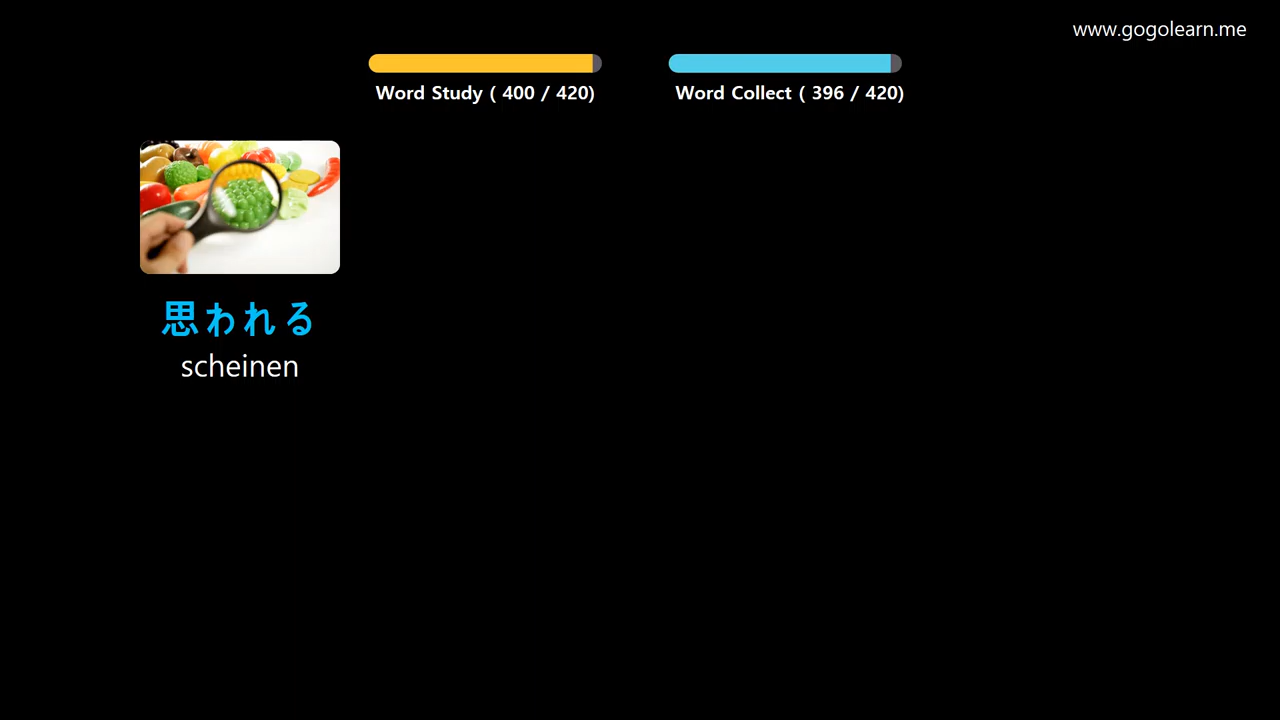 www.gogolearn.me
Word Study ( 400 / 420)
Word Collect ( 396 / 420)
思われる
scheinen